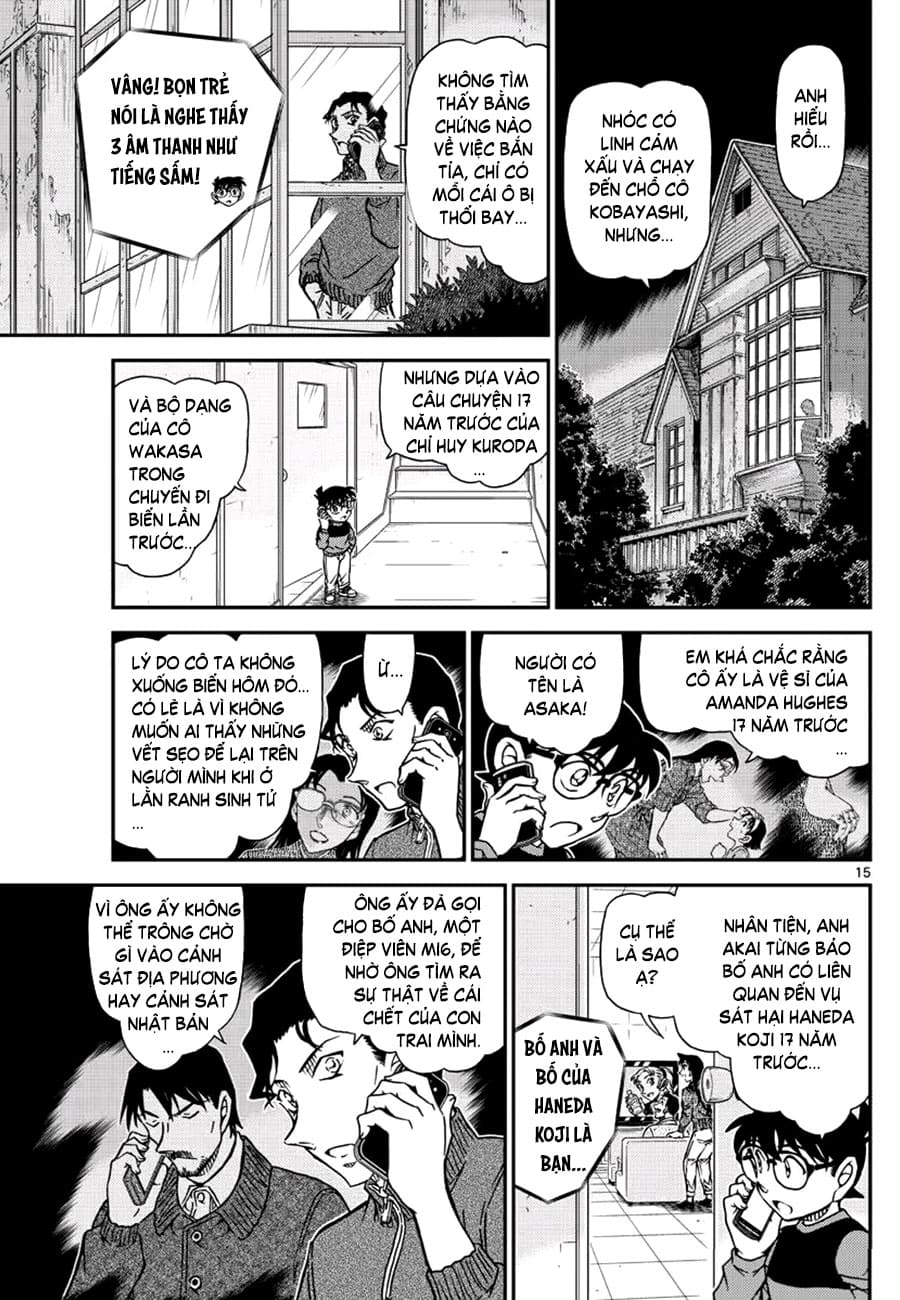 ANH
HIỂU
RỒI...
NHÓC CÓ
LINH CẢM
XẤU VÀ CHẠY
ĐẾN CHỔ CÔ
KOBAYASHI,
NHƯNG...
KHÔNG TÌM
THẤY BẰNG
CHỨNG NÀO
VỀ VIỆC BẮN
TỈA, CHỈ CÓ
MỔI CÁI Ô BỊ
THỔI BAY...
VÂNG! BỌN TRẺ
NÓI LÀ NGHE THẤY
3 ÂM THANH NHƯ
TIẾNG SẤM!
NHƯNG DỰA VÀO
CÂU CHUYỆN 17
NĂM TRƯỚC CỦA
CHỈ HUY KURODA
...
VÀ BỘ DẠNG
CỦA CÔ
WAKASA
TRONG
CHUYẾN ĐI
BIỂN LẦN
TRƯỚC...
EM KHÁ CHẮC RẰNG
CÔ ẤY LÀ VỆ SĨ CỦA
AMANDA HUGHES
17 NĂM TRƯỚC
...
NGƯỜI CÓ
TÊN LÀ
ASAKA!
Ừ...
LÝ DO CÔ TA KHÔNG
XUỐNG BIỂN HÔM ĐÓ...
CÓ LẼ LÀ VÌ KHÔNG
MUỐN AI THẤY NHỮNG
VẾT SẸO ĐỂ LẠI TRÊN
NGƯỜI MÌNH KHI Ở
LẰN RANH SINH TỬ
...
15
NHÂN TIỆN, ANH
AKAI TỪNG BẢO
BỐ ANH CÓ LIÊN
QUAN ĐẾN VỤ
SÁT HẠI HANEDA
KOJI 17 NĂM
TRƯỚC...
CỤ THỂ
LÀ SAO
Ạ?
BỐ ANH VÀ
BỐ CỦA
HANEDA
KOJI LÀ
BẠN...
ÔNG ẤY ĐÃ GỌI
CHO BỐ ANH, MỘT
ĐIỆP VIÊN MI6, ĐỂ
NHỜ ÔNG TÌM RA
SỰ THẬT VỀ CÁI
CHẾT CỦA CON
TRAI MÌNH.
VÌ ÔNG ẤY KHÔNG
THỂ TRÔNG CHỜ
GÌ VÀO CẢNH
SÁT ĐỊA PHƯƠNG
HAY CẢNH SÁT
NHẬT BẢN
...